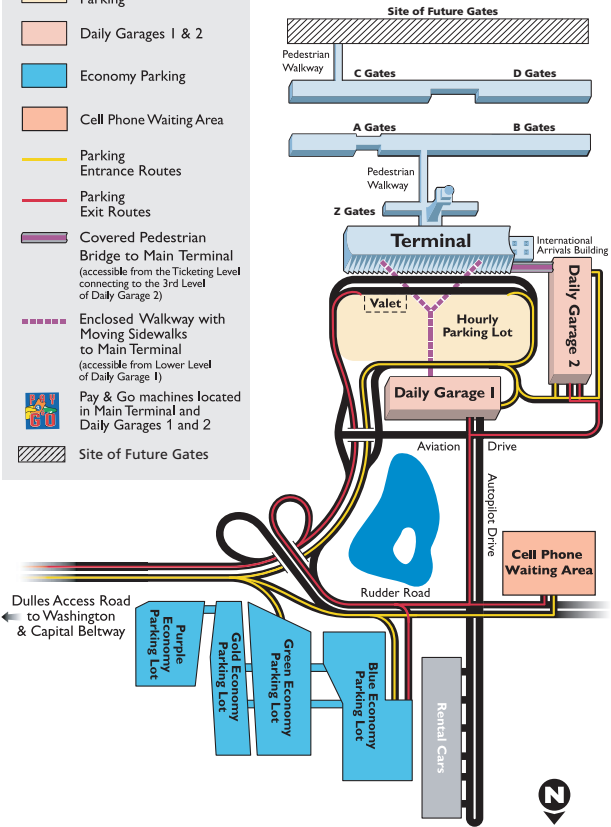 Parking
Daily Garages 1 & 2
Economy Parking
Cell Phone Waiting Area
Parking
Entrance Routes
Parking
Exit Routes
Covered Pedestrian
Bridge to Main Terminal
(accessible from the Ticketing Level
connecting to the 3rd Level
of Daily Garage 2)
Enclosed Walkway with
Moving Sidewalks
to Main Terminal
(accessible from Lower Level
of Daily Garage 1)
PAY
GO
Pay & Go machines located
in Main Terminal and
Daily Garages 1 and 2
Site of Future Gates
Site of Future Gates
Pedestrian
Walkway
C Gates
D Gates
A Gates
B Gates
Pedestrian
Walkway
Z Gates
Terminal
International
Arrivals Building
Valet
Hourly
Parking Lot
Daily Garage 2
Daily Garage 1
Aviation Drive
Autopilot Drive
Cell Phone
Waiting Area
Rudder Road
Dulles Access Road
to Washington
& Capital Beltway
Purple
Economy
Parking Lot
Gold Economy
Parking Lot
Green Economy
Parking Lot
Blue Economy
Parking Lot
Rental Cars
N